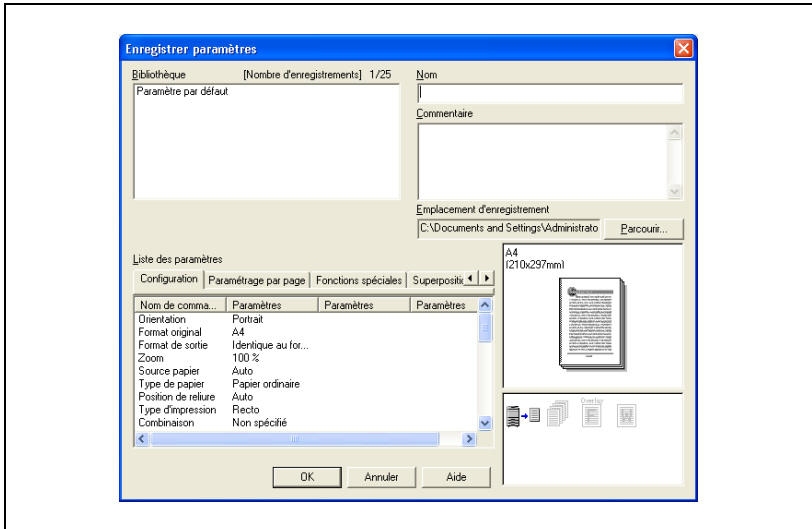 Enregistrer paramètres
Bibliothèque [Nombre d'enregistrements] 1/25
Paramètre par défaut
Nom
Commentaire
Emplacement d'enregistrement
C:\Documents and Settings\Administrato Parcourir...
Liste des paramètres
Configuration Paramétrage par page Fonctions spéciales Superpositic
Nom de comma... Paramètres Paramètres Paramètres
Orientation Portrait
Format original A4
Format de sortie Identique au for...
Zoom 100 %
Source papier Auto
Type de papier Papier ordinaire
Position de reliure Auto
Type d'impression Recto
Combinaison Non spécifié
A4
(210x297mm)
Overlay
OK Annuler Aide